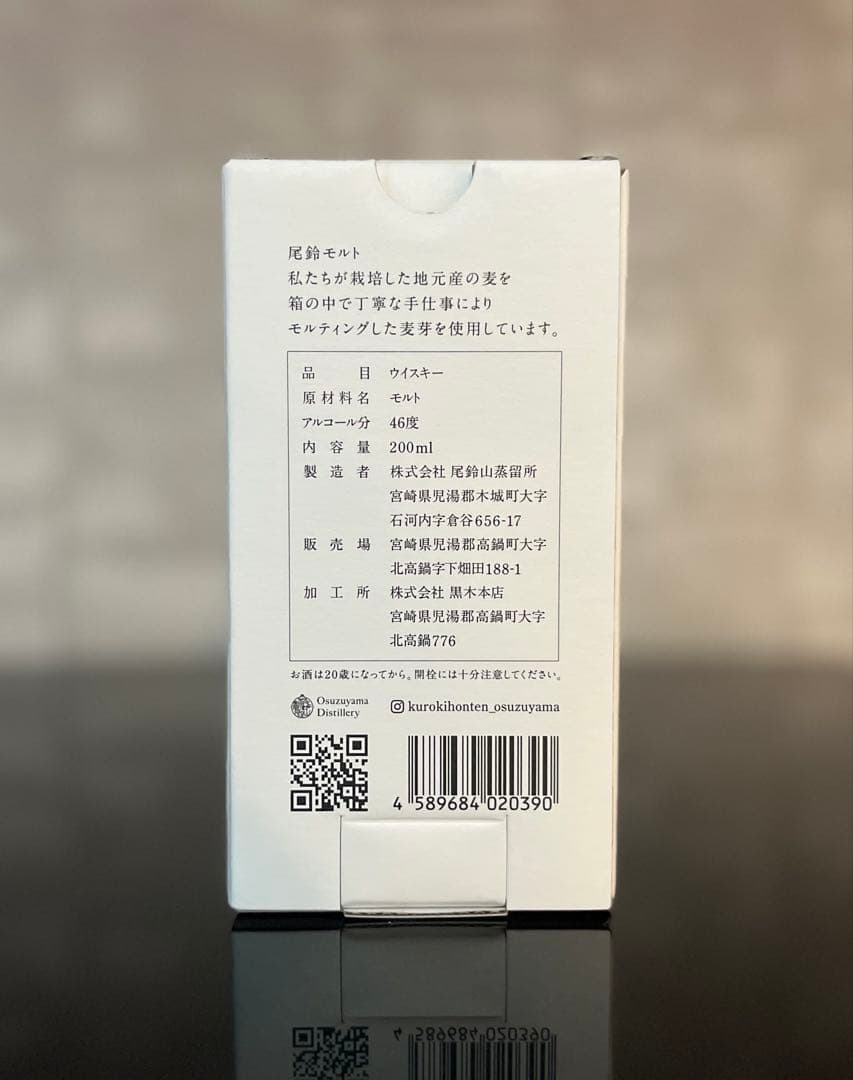 尾鈴モルト
私たちが栽培した地元産の麦を
箱の中で丁寧な手仕事により
モルティングした麦芽を使用しています。
品目 ウイスキー
原材料名 モルト
アルコール分 46度
内容量 200ml
製造者 株式会社 尾鈴山蒸留所
宮崎県児湯郡木城町大字
石河内字倉谷656-17
販売場 宮崎県児湯郡高鍋町大字
北高鍋字下畑田188-1
加工所 株式会社 黒木本店
宮崎県児湯郡高鍋町大字
北高鍋776
お酒は20歳になってから。開栓には十分注意してください。
Osuzuyama
Distillery
kurokihonten_osuzuyama
4 589684 020390